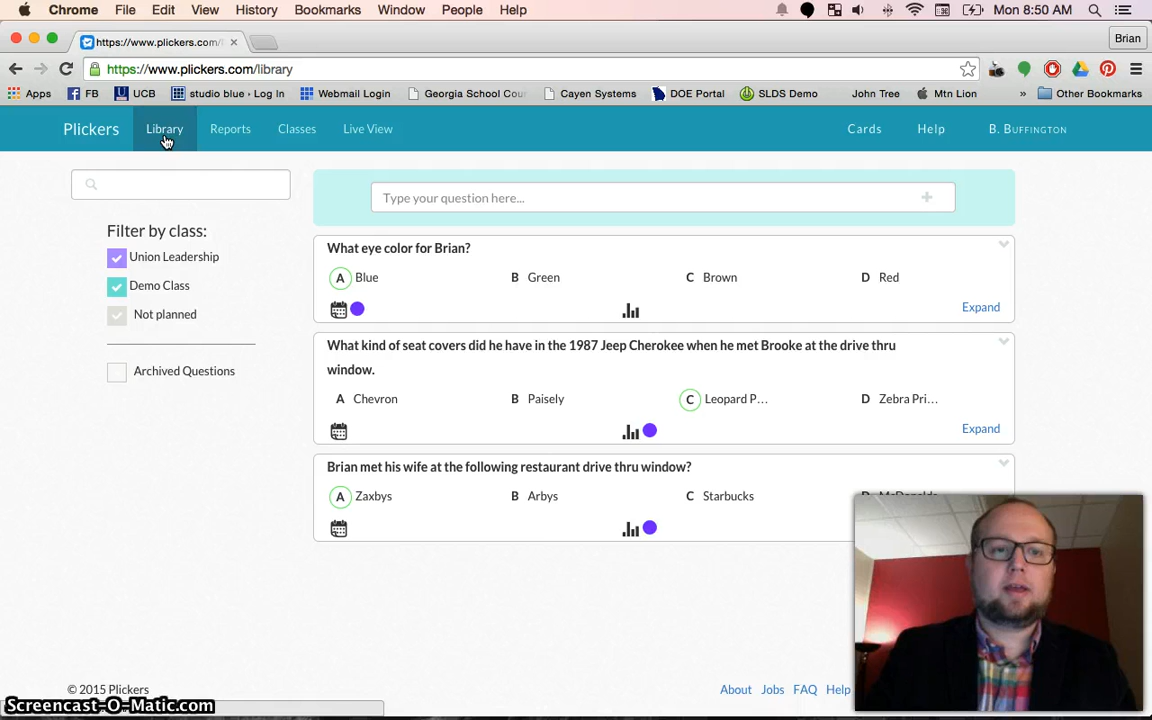 Chrome File Edit View History Bookmarks Window People Help Mon 8:50 AM
https://www.plickers.com/ Brian
https://www.plickers.com/library
Apps FB UCB studio blue › Log In Webmail Login Georgia School Cour Cayen Systems DOE Portal SLDS Demo John Tree Mtn Lion » Other Bookmarks
Plickers Library Reports Classes Live View Cards Help B. BUFFINGTON
Type your question here...
Filter by class:
Union Leadership
Demo Class
Not planned
Archived Questions
What eye color for Brian?
A Blue B Green C Brown D Red
Expand
What kind of seat covers did he have in the 1987 Jeep Cherokee when he met Brooke at the drive thru
window.
A Chevron B Paisely C Leopard P... D Zebra Pri...
Expand
Brian met his wife at the following restaurant drive thru window?
A Zaxbys B Arbys C Starbucks D McDonalds
© 2015 Plickers About Jobs FAQ Help
Screencast-O-Matic.com